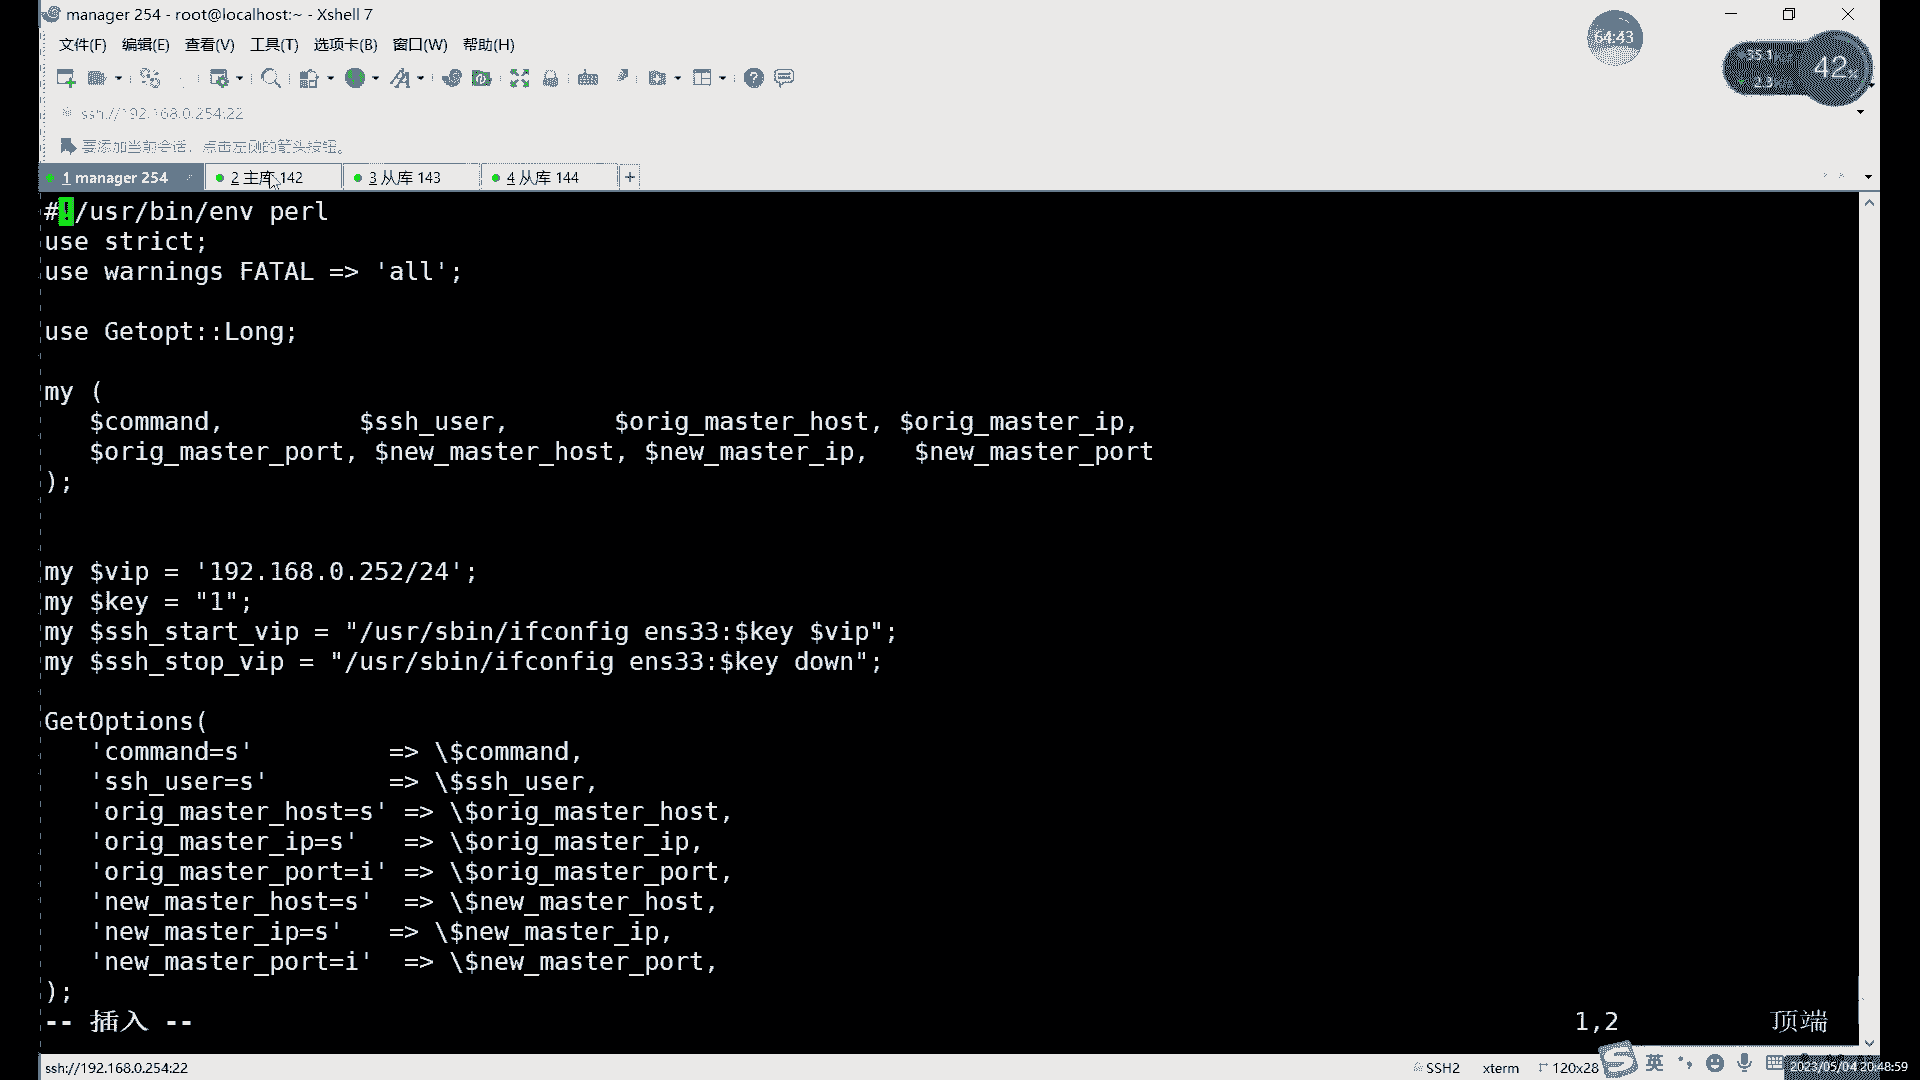 manager 254 - root@localhost:~ - Xshell 7
文件(F) 编辑(E) 查看(V) 工具(T) 选项卡(B) 窗口(W) 帮助(H)
64:43
42%
ssh://192.168.0.254:22
要添加当前会话，点击左侧的箭头按钮。
1 manager 254
2 主库 142
3 从库 143
4 从库 144
#!/usr/bin/env perl
use strict;
use warnings FATAL => 'all';
use Getopt::Long;
my (
   $command,         $ssh_user,       $orig_master_host, $orig_master_ip,
   $orig_master_port, $new_master_host, $new_master_ip,   $new_master_port
);
my $vip = '192.168.0.252/24';
my $key = "1";
my $ssh_start_vip = "/usr/sbin/ifconfig ens33:$key $vip";
my $ssh_stop_vip = "/usr/sbin/ifconfig ens33:$key down";
GetOptions(
   'command=s'         => \$command,
   'ssh_user=s'        => \$ssh_user,
   'orig_master_host=s' => \$orig_master_host,
   'orig_master_ip=s'   => \$orig_master_ip,
   'orig_master_port=i' => \$orig_master_port,
   'new_master_host=s'  => \$new_master_host,
   'new_master_ip=s'   => \$new_master_ip,
   'new_master_port=i'  => \$new_master_port,
);
-- 插入 -- 1,2 顶端
ssh://192.168.0.254:22 SSH2 xterm 120x28
英
2023/05/04 20:48:59